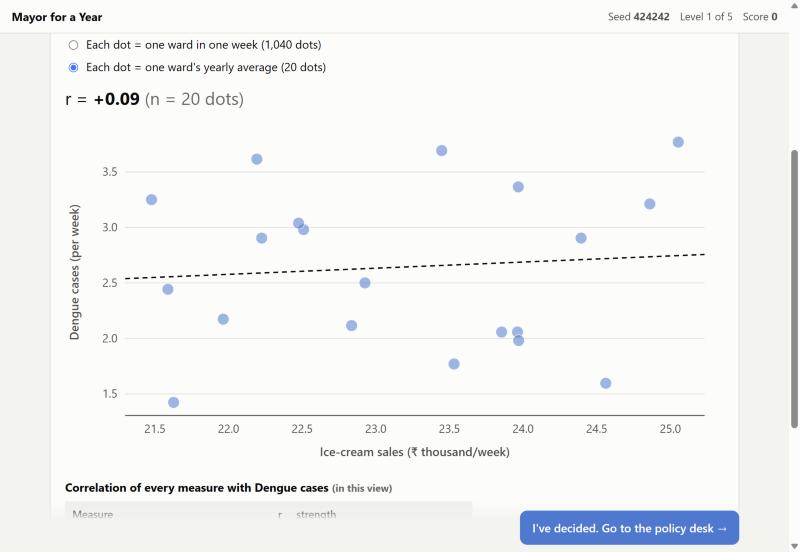 Mayor for a Year
Seed 424242 Level 1 of 5 Score 0
Each dot = one ward in one week (1,040 dots)
Each dot = one ward's yearly average (20 dots)
r = +0.09 (n = 20 dots)
3.5
3.0
2.5
2.0
1.5
Dengue cases (per week)
21.5 22.0 22.5 23.0 23.5 24.0 24.5 25.0
Ice-cream sales (₹ thousand/week)
Correlation of every measure with Dengue cases (in this view)
Measure r strength
I've decided. Go to the policy desk →